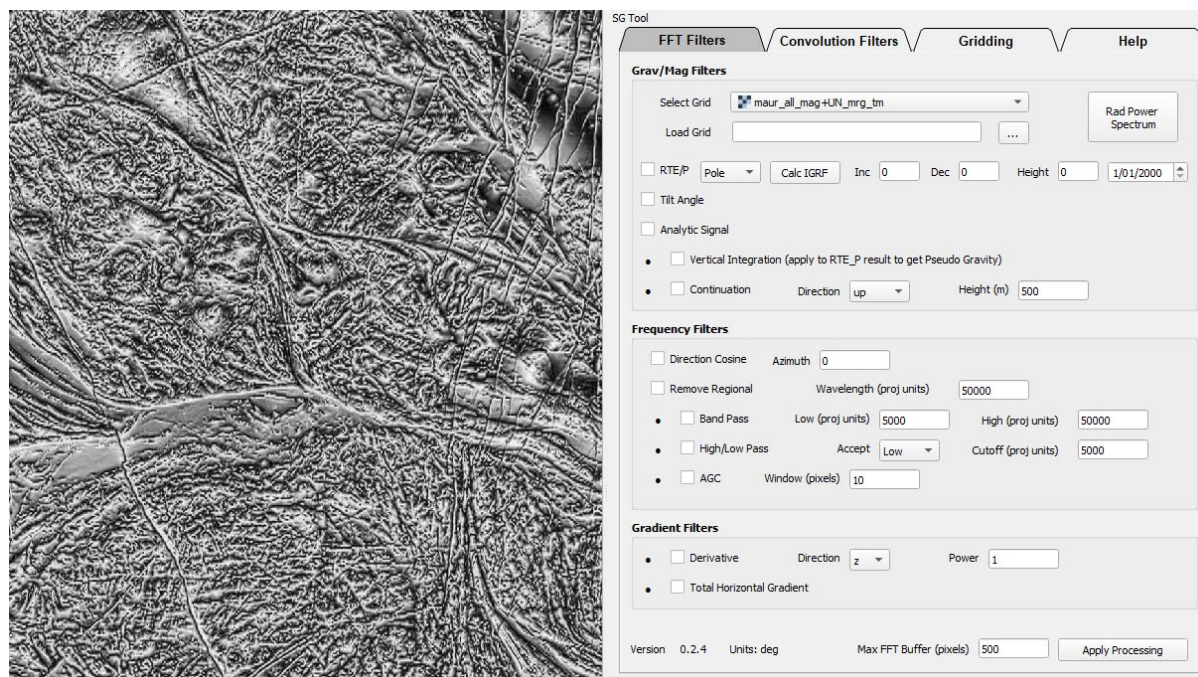 SG Tool
FFT Filters Convolution Filters Gridding Help
Grav/Mag Filters
Select Grid maur_all_mag+UN_mrg_tm
Rad Power
Spectrum
Load Grid ...
RTE/P Pole Calc IGRF Inc 0 Dec 0 Height 0 1/01/2000
Tilt Angle
Analytic Signal
Vertical Integration (apply to RTE_P result to get Pseudo Gravity)
Continuation Direction up Height (m) 500
Frequency Filters
Direction Cosine Azimuth 0
Remove Regional Wavelength (proj units) 50000
Band Pass Low (proj units) 5000 High (proj units) 50000
High/Low Pass Accept Low Cutoff (proj units) 5000
AGC Window (pixels) 10
Gradient Filters
Derivative Direction z Power 1
Total Horizontal Gradient
Version 0.2.4 Units: deg Max FFT Buffer (pixels) 500 Apply Processing